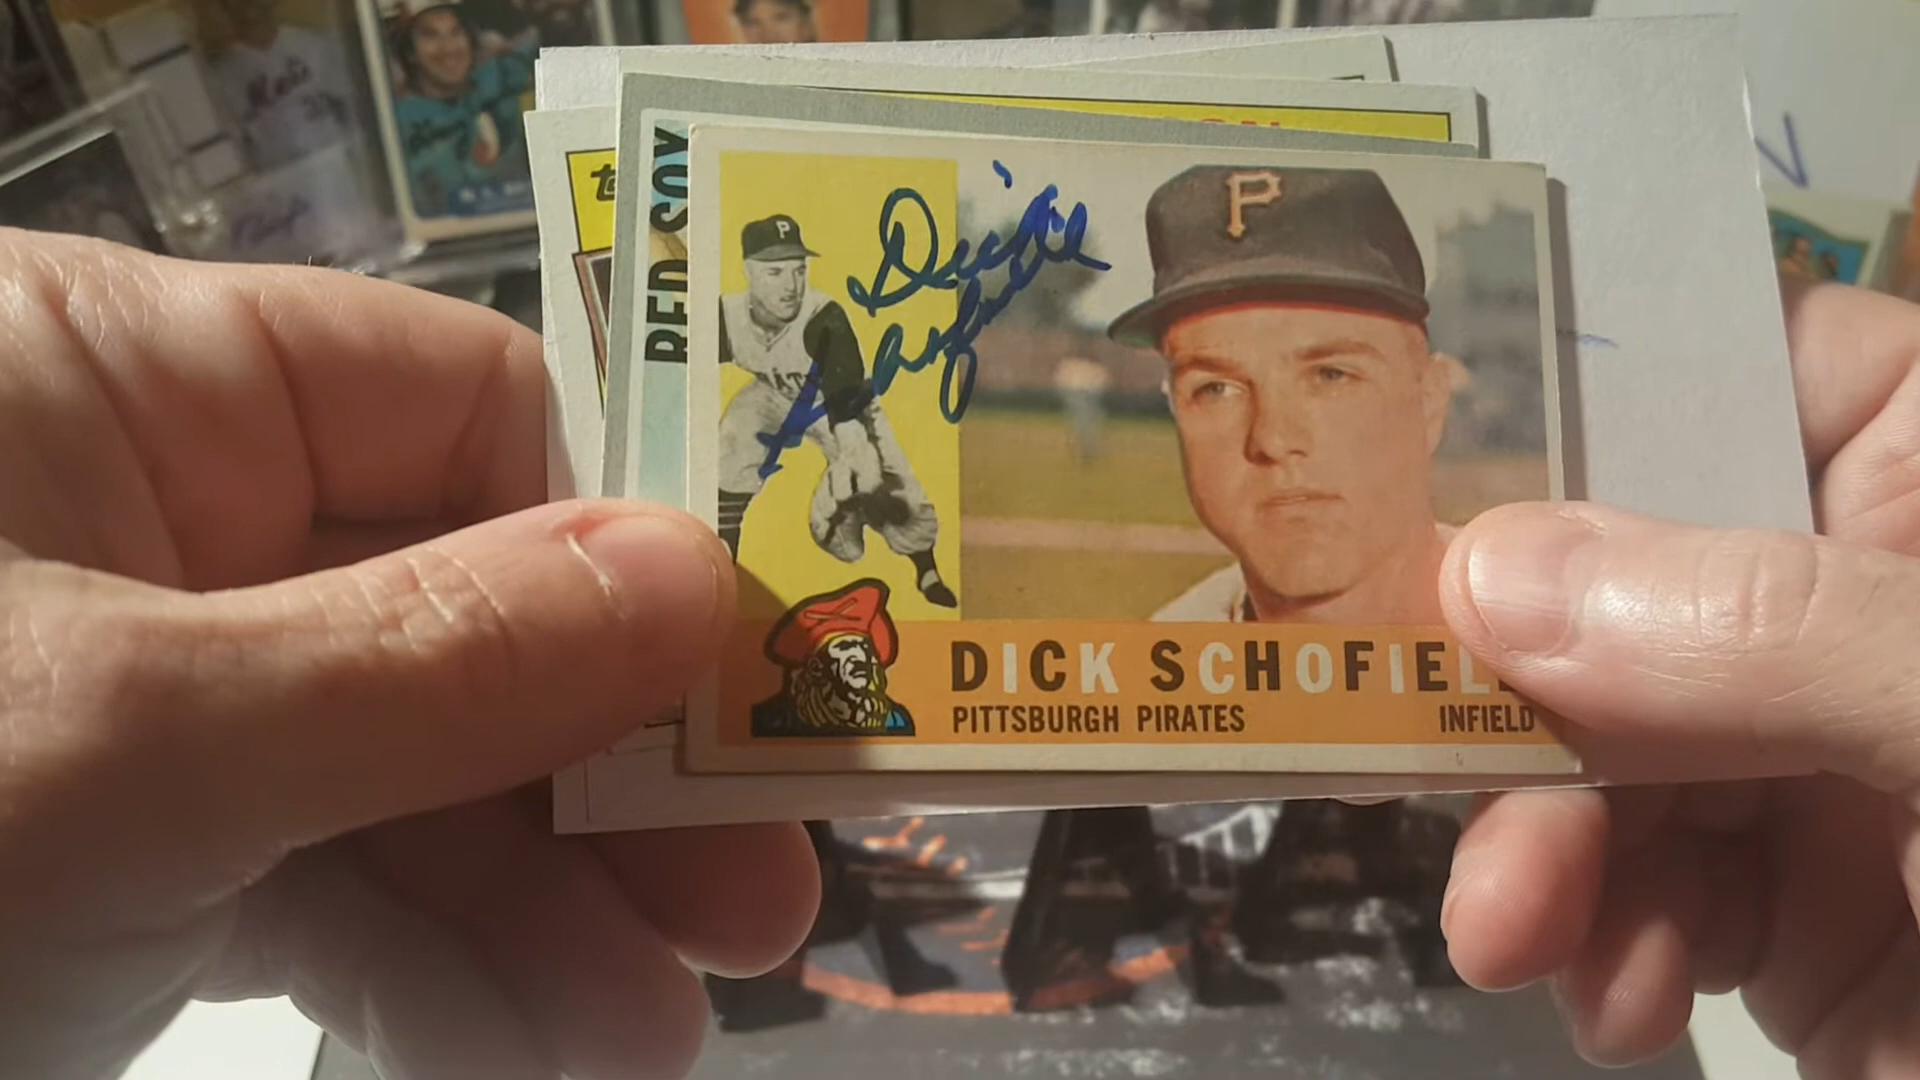 RED SOX
P
P
Dick
Schofield
DICK SCHOFIEL
PITTSBURGH PIRATES INFIELD